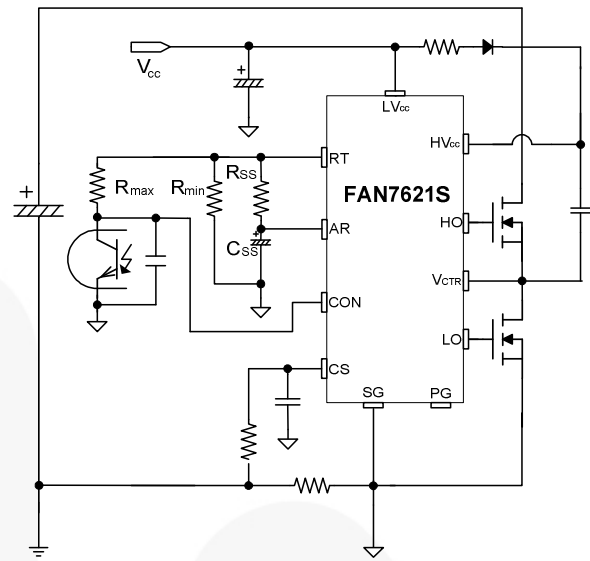 Vcc
LVcc
RT
HVcc
Rmax
Rmin
RSS
FAN7621S
AR
HO
CSS
VCTR
CON
LO
CS
SG
PG
+
+
+